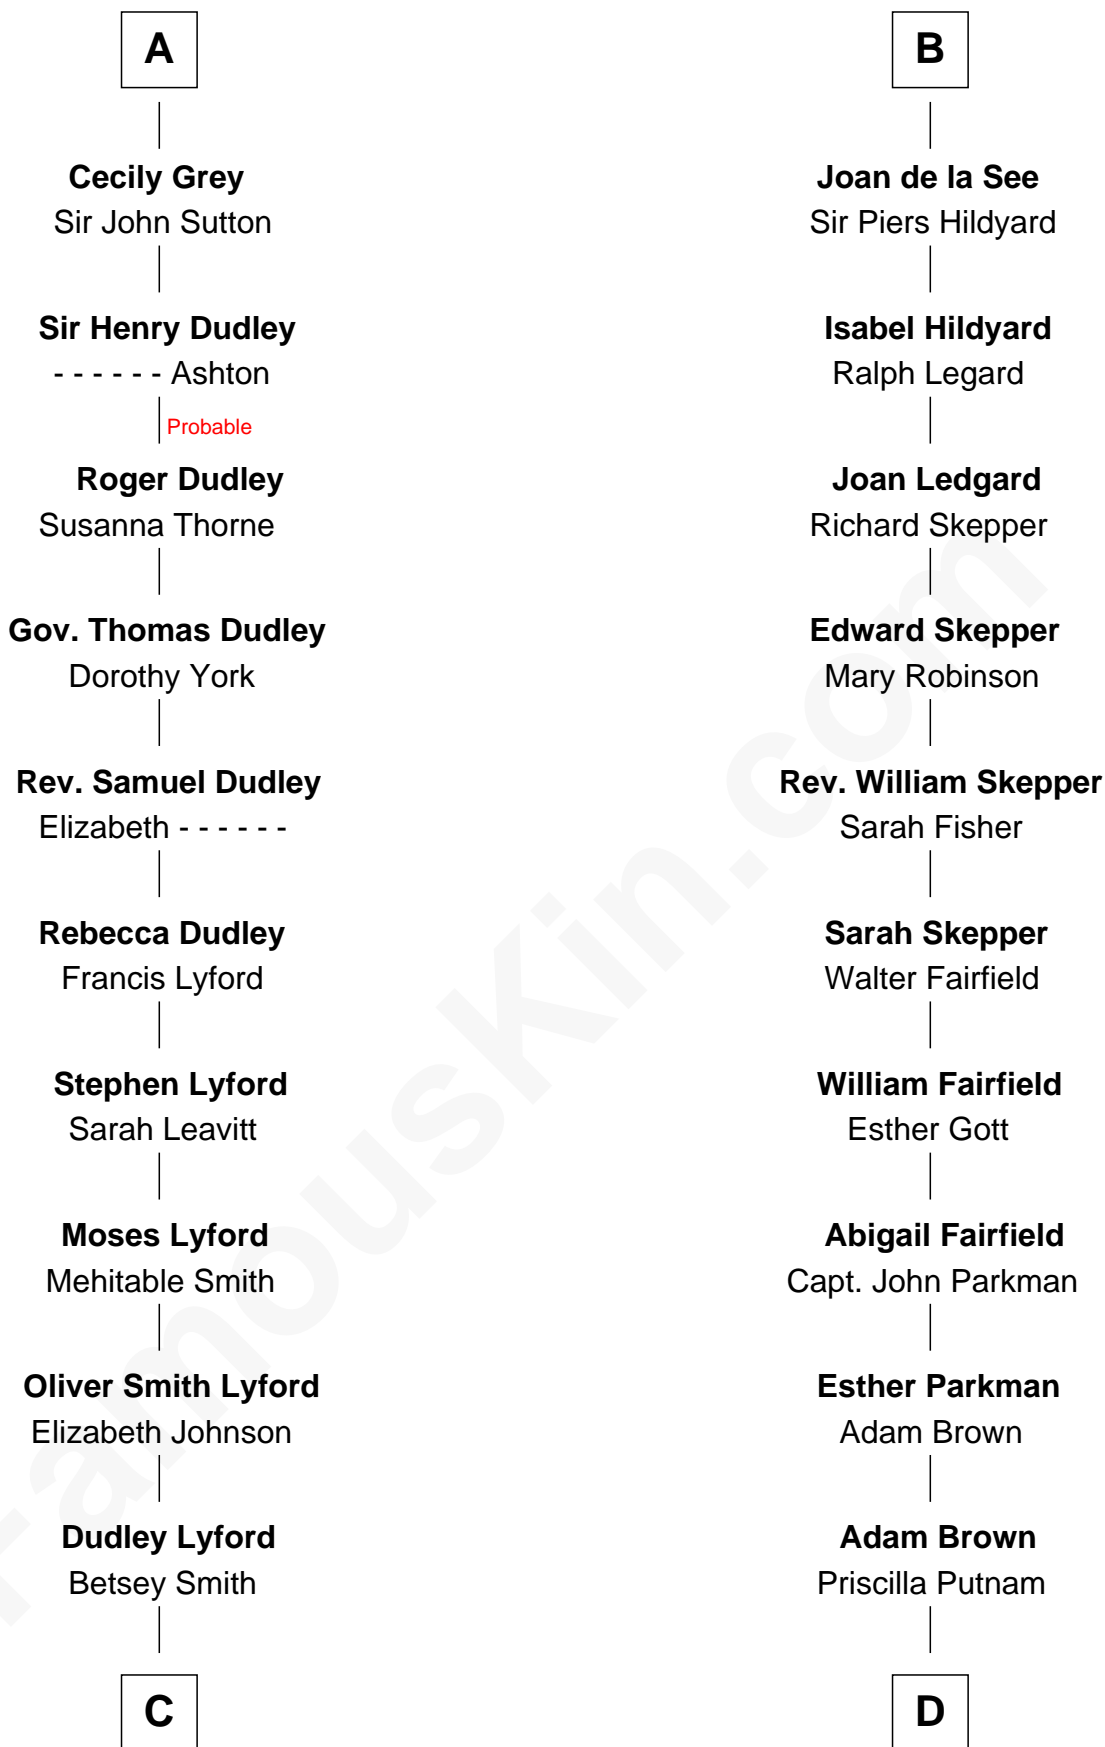 A
Cecily Grey
Sir John Sutton
Sir Henry Dudley
- - - - - - Ashton
Probable
Roger Dudley
Susanna Thorne
Gov. Thomas Dudley
Dorothy York
Rev. Samuel Dudley
Elizabeth - - - - - -
Rebecca Dudley
Francis Lyford
Stephen Lyford
Sarah Leavitt
Moses Lyford
Mehitable Smith
Oliver Smith Lyford
Elizabeth Johnson
Dudley Lyford
Betsey Smith
C
B
Joan de la See
Sir Piers Hildyard
Isabel Hildyard
Ralph Legard
Joan Ledgard
Richard Skepper
Edward Skepper
Mary Robinson
Rev. William Skepper
Sarah Fisher
Sarah Skepper
Walter Fairfield
William Fairfield
Esther Gott
Abigail Fairfield
Capt. John Parkman
Esther Parkman
Adam Brown
Adam Brown
Priscilla Putnam
D
FamousKin.com